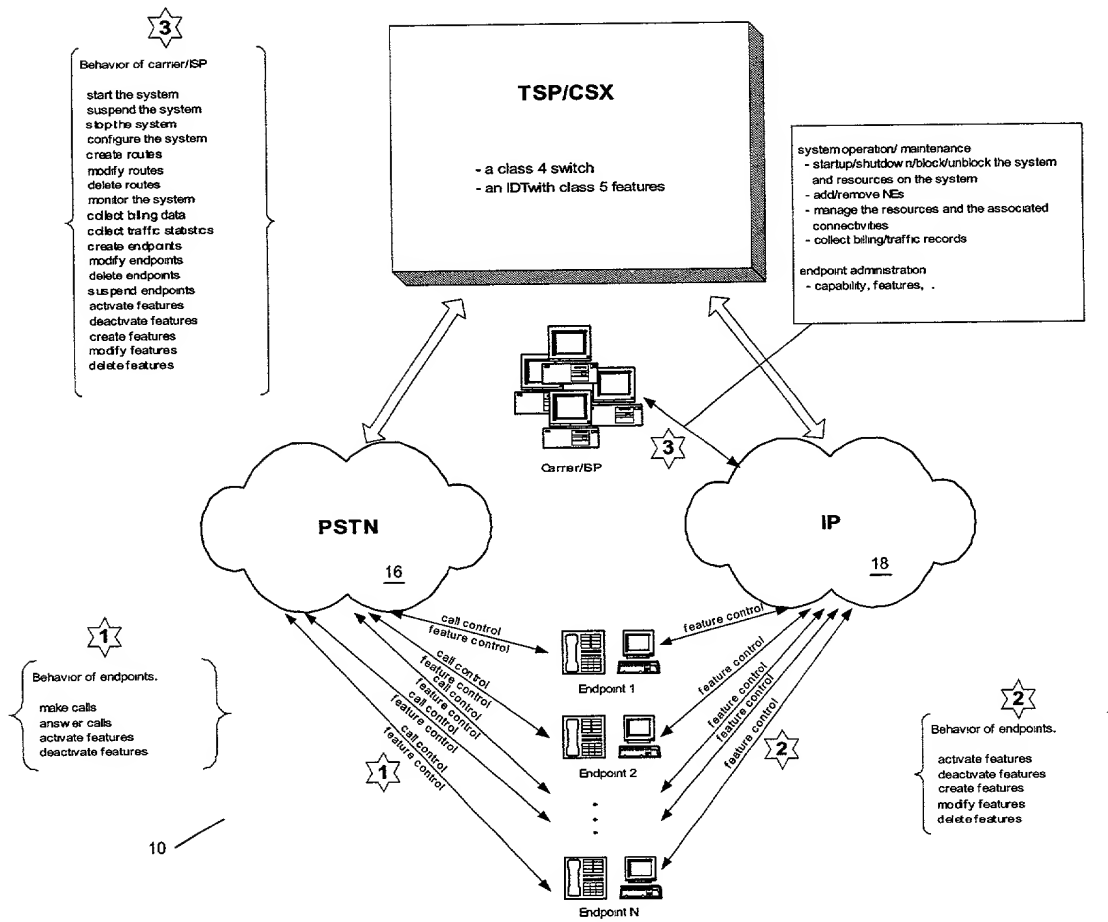 3
Behavior of carrier/ISP
start the system
suspend the system
stop the system
configure the system
create routes
modify routes
delete routes
monitor the system
collect billing data
collect traffic statistics
create endpoints
modify endpoints
delete endpoints
suspend endpoints
activate features
deactivate features
create features
modify features
delete features
TSP/CSX
- a class 4 switch
- an IDTwith class 5 features
system operation/ maintenance
- startup/shutdown/block/unblock the system
and resources on the system
- add/remove NEs
- manage the resources and the associated
connectivities
- collect billing/traffic records
endpoint administration
- capability, features, .
3
Carrier/ISP
PSTN
16
IP
18
call control
feature control
feature control
Endpoint 1
call control
feature control
call control
feature control
call control
feature control
call control
feature control
feature control
feature control
feature control
feature control
Endpoint 2
1
2
Endpoint N
1
Behavior of endpoints.
make calls
answer calls
activate features
deactivate features
2
Behavior of endpoints.
activate features
deactivate features
create features
modify features
delete features
10